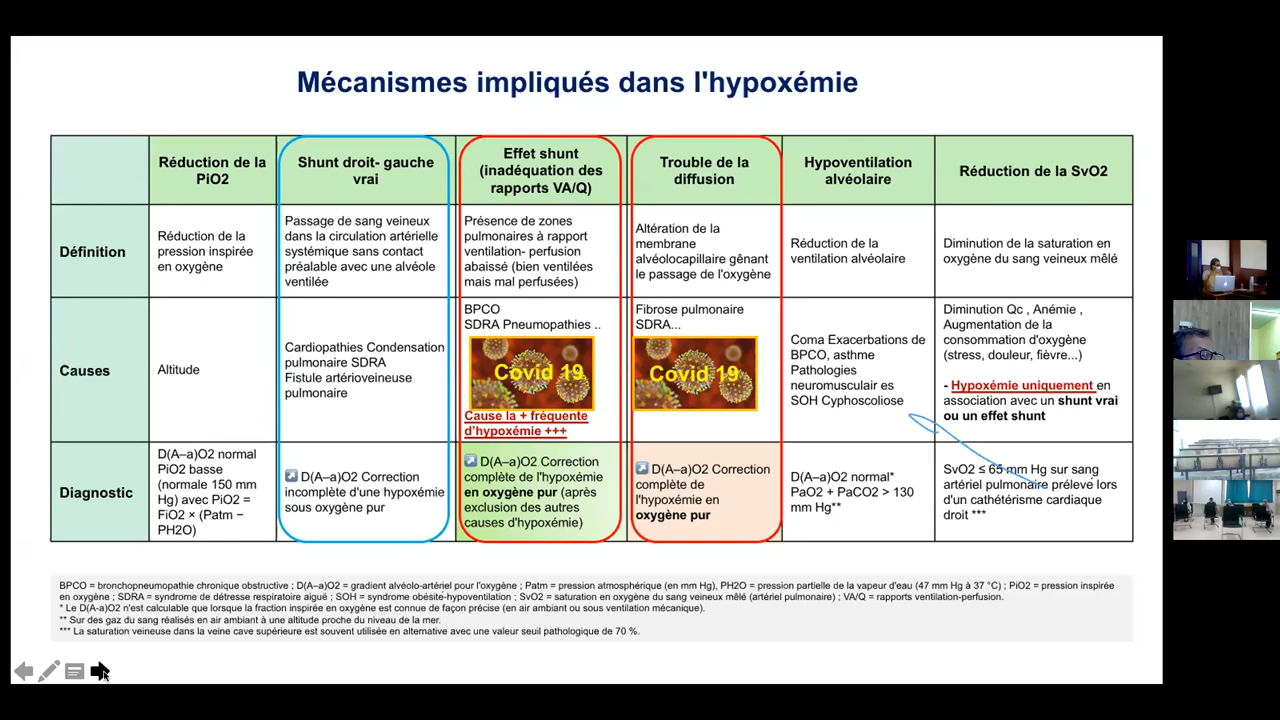 Mécanismes impliqués dans l'hypoxémie
Réduction de la
PiO2
Shunt droit- gauche
vrai
Effet shunt
(inadéquation des
rapports VA/Q)
Trouble de la
diffusion
Hypoventilation
alvéolaire
Réduction de la SvO2
Définition
Réduction de la
pression inspirée
en oxygène
Passage de sang veineux
dans la circulation artérielle
systémique sans contact
préalable avec une alvéole
ventilée
Présence de zones
pulmonaires à rapport
ventilation- perfusion
abaissé (bien ventilées
mais mal perfusées)
Altération de la
membrane
alvéolocapillaire gênant
le passage de l'oxygène
Réduction de la
ventilation alvéolaire
Diminution de la saturation en
oxygène du sang veineux mêlé
Causes
Altitude
Cardiopathies Condensation
pulmonaire SDRA
Fistule artérioveineuse
pulmonaire
BPCO
SDRA Pneumopathies ..
Covid 19
Cause la + fréquente
d'hypoxémie +++
Fibrose pulmonaire
SDRA...
Covid 19
Coma Exacerbations de
BPCO, asthme
Pathologies
neuromusculair es
SOH Cyphoscoliose
Diminution Qc , Anémie ,
Augmentation de la
consommation d'oxygène
(stress, douleur, fièvre...)
- Hypoxémie uniquement en
association avec un shunt vrai
ou un effet shunt
Diagnostic
D(A–a)O2 normal
PiO2 basse
(normale 150 mm
Hg) avec PiO2 =
FiO2 × (Patm −
PH2O)
↗ D(A–a)O2 Correction
incomplète d'une hypoxémie
sous oxygène pur
↗ D(A–a)O2 Correction
complète de l'hypoxémie
en oxygène pur (après
exclusion des autres
causes d'hypoxémie)
↗ D(A–a)O2 Correction
complète de
l'hypoxémie en
oxygène pur
D(A–a)O2 normal*
PaO2 + PaCO2 > 130
mm Hg**
SvO2 ≤ 65 mm Hg sur sang
artériel pulmonaire préleve lors
d'un cathétérisme cardiaque
droit ***
BPCO = bronchopneumopathie chronique obstructive ; D(A–a)O2 = gradient alvéolo-artériel pour l'oxygène ; Patm = pression atmosphérique (en mm Hg), PH2O = pression partielle de la vapeur d'eau (47 mm Hg à 37 °C) ; PiO2 = pression inspirée
en oxygène ; SDRA = syndrome de détresse respiratoire aiguë ; SOH = syndrome obésité-hypoventilation ; SvO2 = saturation en oxygène du sang veineux mêlé (artériel pulmonaire) ; VA/Q = rapports ventilation-perfusion.
* Le D(A-a)O2 n'est calculable que lorsque la fraction inspirée en oxygène est connue de façon précise (en air ambiant ou sous ventilation mécanique).
** Sur des gaz du sang réalisés en air ambiant à une altitude proche du niveau de la mer.
*** La saturation veineuse dans la veine cave supérieure est souvent utilisée en alternative avec une valeur seuil pathologique de 70 %.